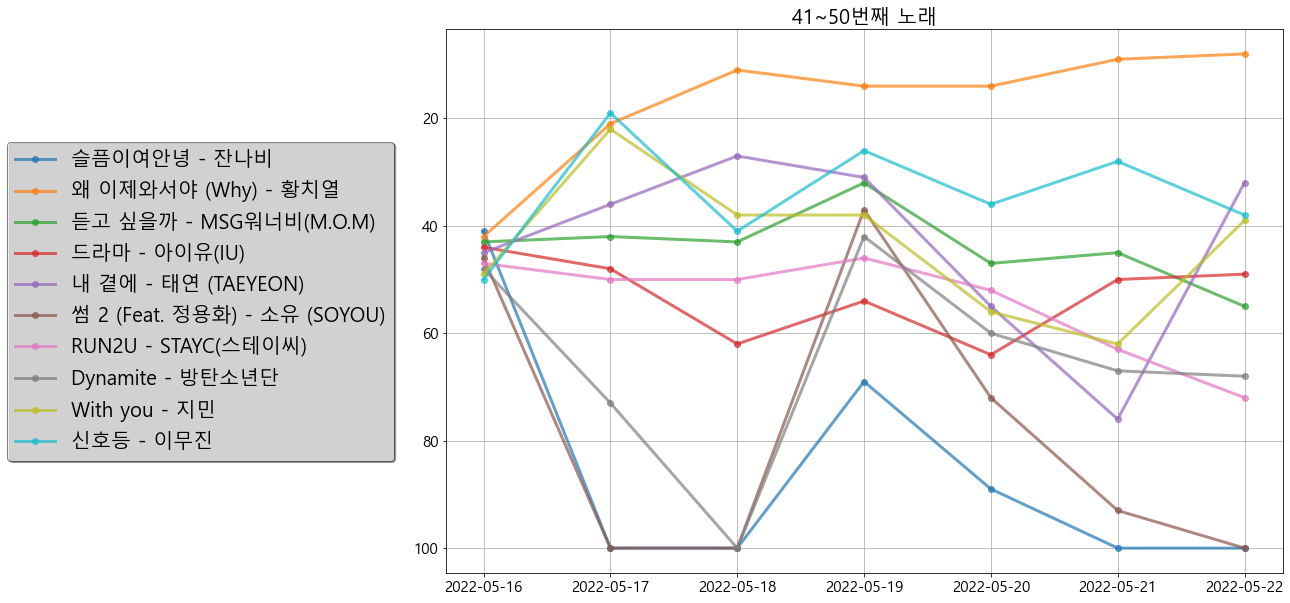 41~50번째 노래
슬픔이여안녕 - 잔나비
왜 이제와서야 (Why) - 황치열
듣고 싶을까 - MSG워너비(M.O.M)
드라마 - 아이유(IU)
내 곁에 - 태연 (TAEYEON)
썸 2 (Feat. 정용화) - 소유 (SOYOU)
RUN2U - STAYC(스테이씨)
Dynamite - 방탄소년단
With you - 지민
신호등 - 이무진
20
40
60
80
100
2022-05-16 2022-05-17 2022-05-18 2022-05-19 2022-05-20 2022-05-21 2022-05-22